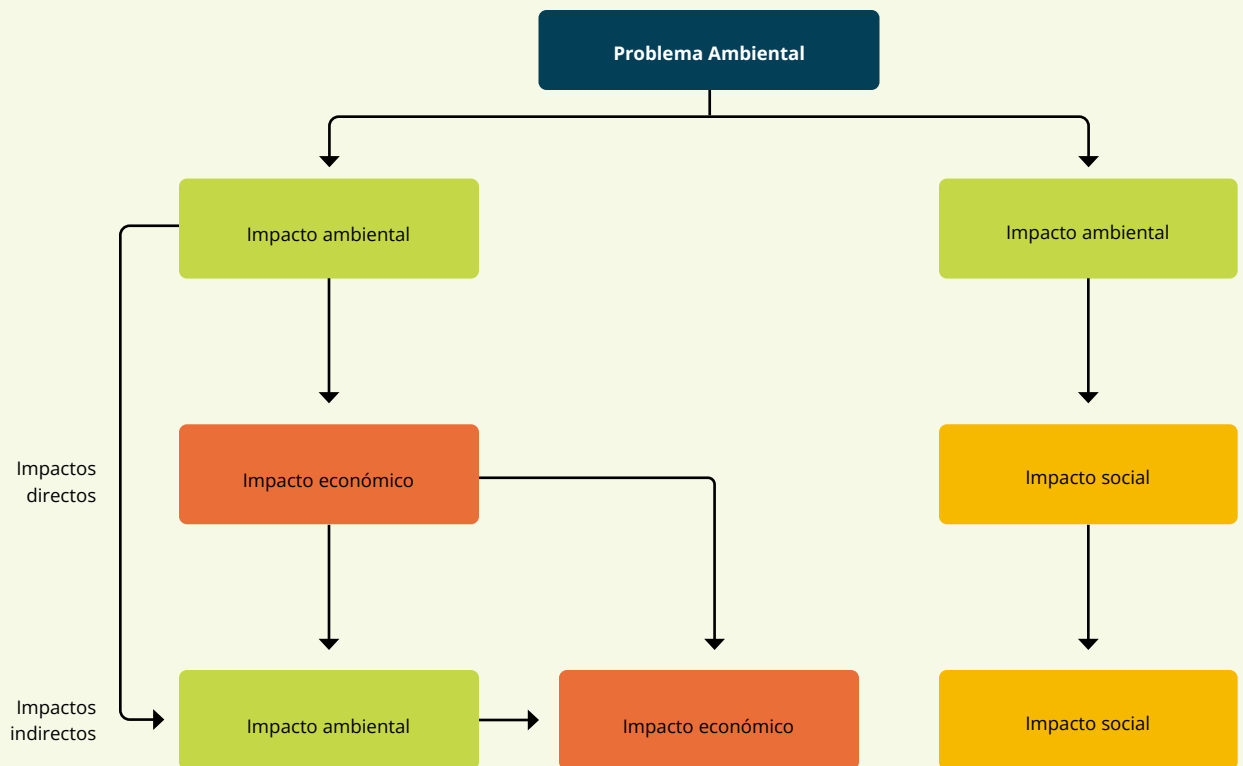 Problema Ambiental
Impacto ambiental
Impacto ambiental
Impactos
directos
Impacto económico
Impacto social
Impactos
indirectos
Impacto ambiental
Impacto económico
Impacto social